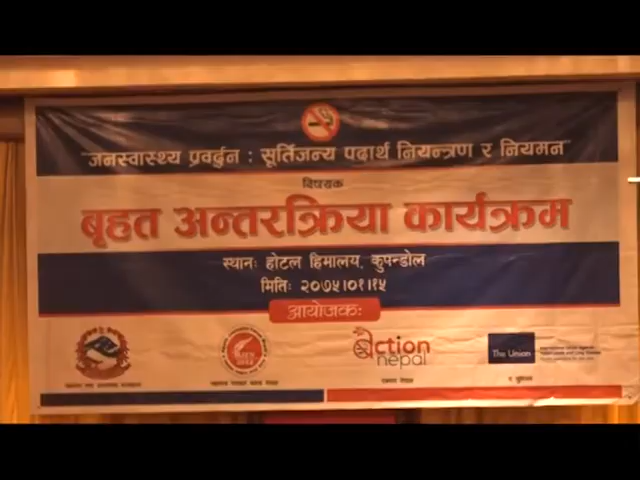 जनस्वास्थ्य प्रवर्द्धन : सूर्तिजन्य पदार्थ नियन्त्रण र नियमन
विषयक
बृहत अन्तरक्रिया कार्यक्रम
स्थानः होटल हिमालय, कुपन्डोल
मितिः २०७५।०१।१५
आयोजकः
action
nepal
The Union